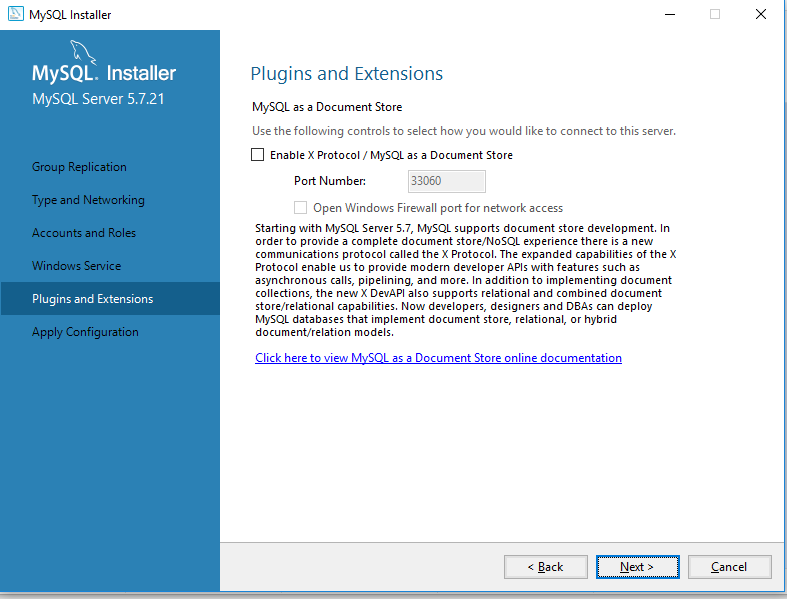 MySQL Installer
MySQL. Installer
MySQL Server 5.7.21
Group Replication
Type and Networking
Accounts and Roles
Windows Service
Plugins and Extensions
Apply Configuration
Plugins and Extensions
MySQL as a Document Store
Use the following controls to select how you would like to connect to this server.
Enable X Protocol / MySQL as a Document Store
Port Number: 33060
Open Windows Firewall port for network access
Starting with MySQL Server 5.7, MySQL supports document store development. In
order to provide a complete document store/NoSQL experience there is a new
communications protocol called the X Protocol. The expanded capabilities of the X
Protocol enable us to provide modern developer APIs with features such as
asynchronous calls, pipelining, and more. In addition to implementing document
collections, the new X DevAPI also supports relational and combined document
store/relational capabilities. Now developers, designers and DBAs can deploy
MySQL databases that implement document store, relational, or hybrid
document/relation models.
Click here to view MySQL as a Document Store online documentation
< Back
Next >
Cancel